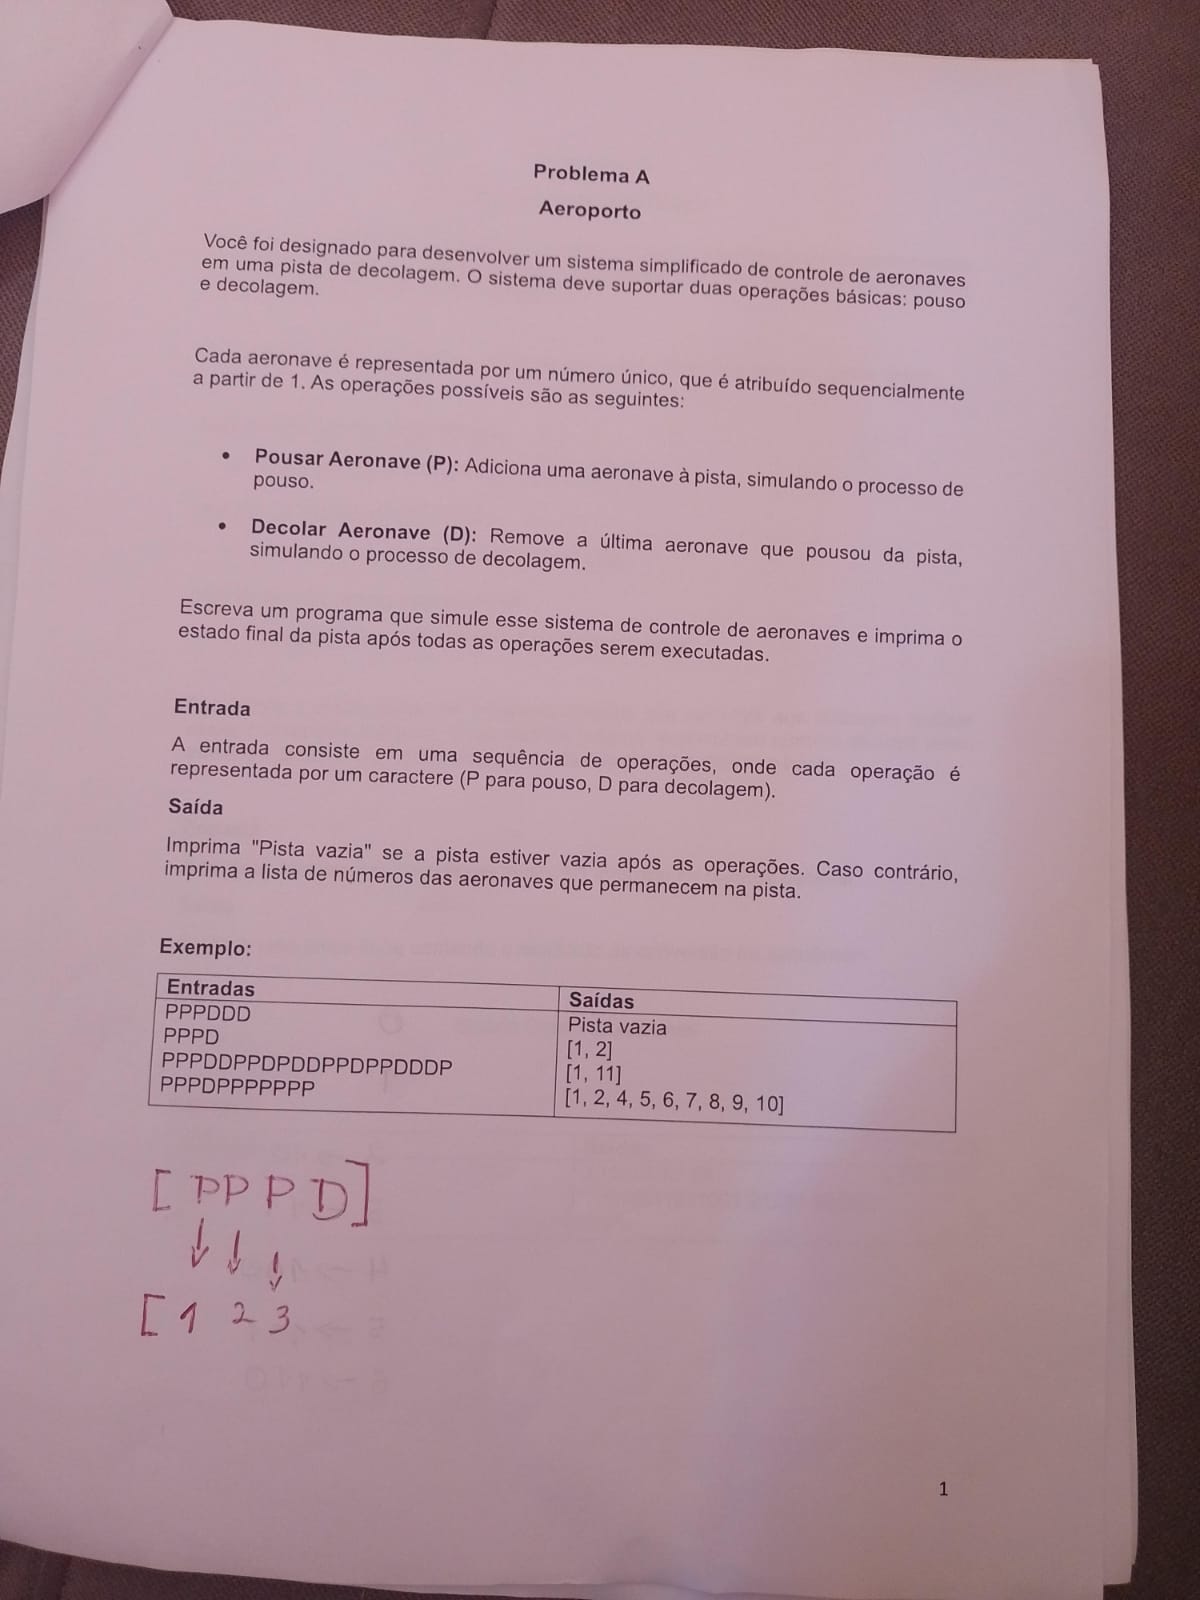 Problema A
Aeroporto
Você foi designado para desenvolver um sistema simplificado de controle de aeronaves
em uma pista de decolagem. O sistema deve suportar duas operações básicas: pouso
e decolagem.
Cada aeronave é representada por um número único, que é atribuído sequencialmente
a partir de 1. As operações possíveis são as seguintes:
• Pousar Aeronave (P): Adiciona uma aeronave à pista, simulando o processo de
pouso.
• Decolar Aeronave (D): Remove a última aeronave que pousou da pista,
simulando o processo de decolagem.
Escreva um programa que simule esse sistema de controle de aeronaves e imprima o
estado final da pista após todas as operações serem executadas.
Entrada
A entrada consiste em uma sequência de operações, onde cada operação é
representada por um caractere (P para pouso, D para decolagem).
Saída
Imprima "Pista vazia" se a pista estiver vazia após as operações. Caso contrário,
imprima a lista de números das aeronaves que permanecem na pista.
Exemplo:
Entradas Saídas
PPPDDD Pista vazia
PPPD [1, 2]
PPPDDPPDPDDPPDPPDDDP [1, 11]
PPPDPPPPPPP [1, 2, 4, 5, 6, 7, 8, 9, 10]
[ PP P D]
↓ ↓ ↓
[ 1 2 3
1